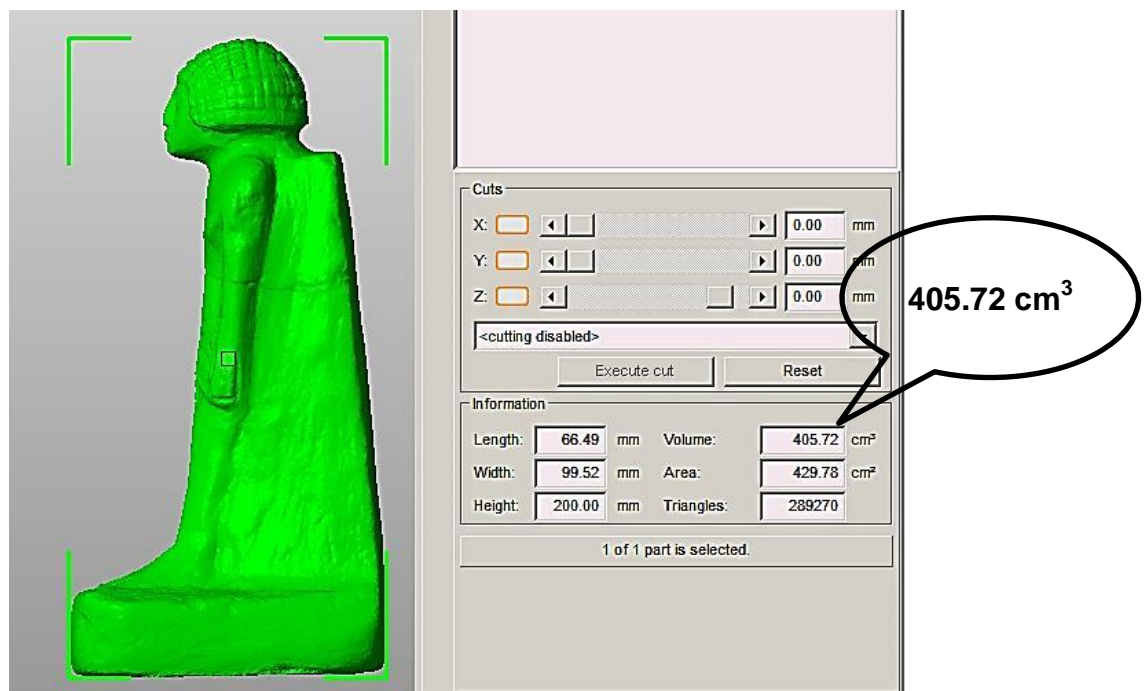 Cuts
X: 0.00 mm
Y: 0.00 mm
Z: 0.00 mm
405.72 cm³
<cutting disabled>
Execute cut Reset
Information
Length: 66.49 mm Volume: 405.72 cm³
Width: 99.52 mm Area: 429.78 cm²
Height: 200.00 mm Triangles: 289270
1 of 1 part is selected.